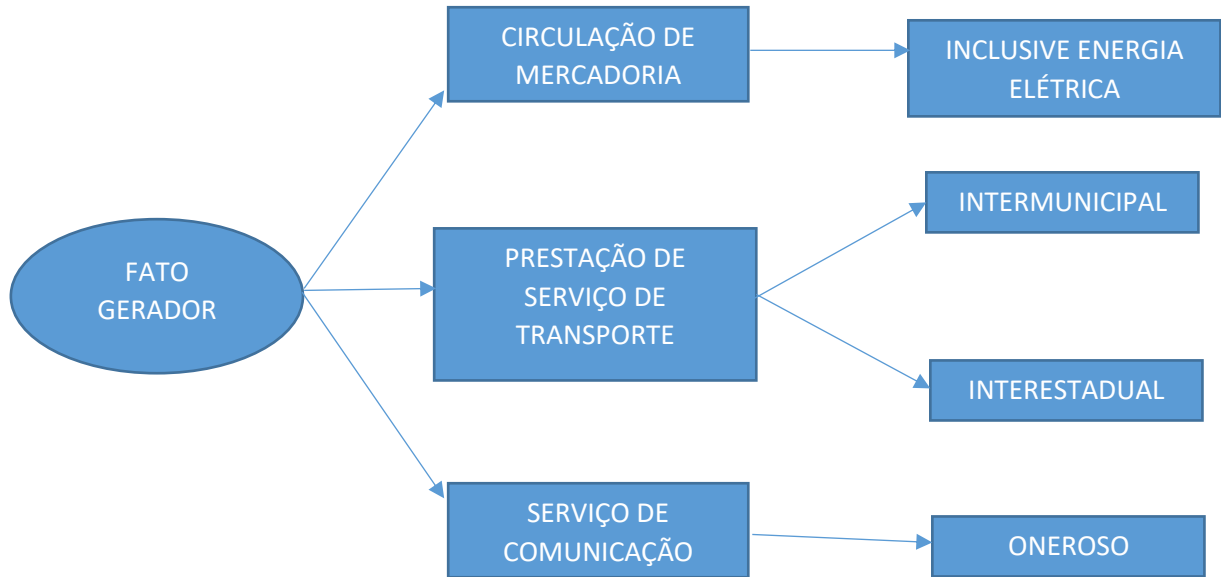 CIRCULAÇÃO DE
MERCADORIA
INCLUSIVE ENERGIA
ELÉTRICA
FATO
GERADOR
PRESTAÇÃO DE
SERVIÇO DE
TRANSPORTE
INTERMUNICIPAL
INTERESTADUAL
SERVIÇO DE
COMUNICAÇÃO
ONEROSO